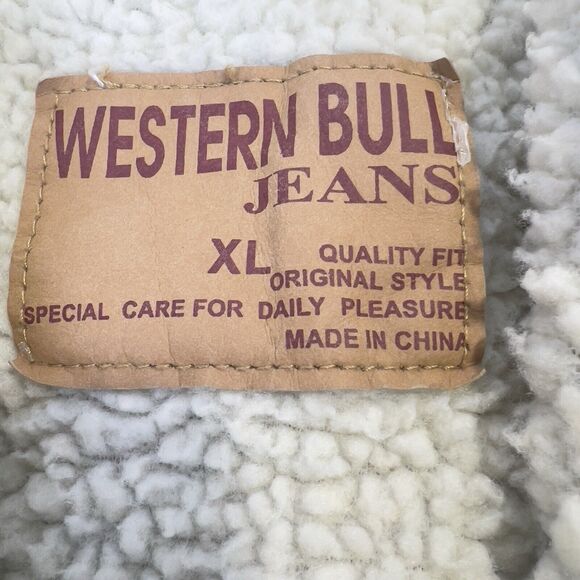 WESTERN BULL
JEANS
XL QUALITY FIT
ORIGINAL STYLE
SPECIAL CARE FOR DAILY PLEASURE
MADE IN CHINA